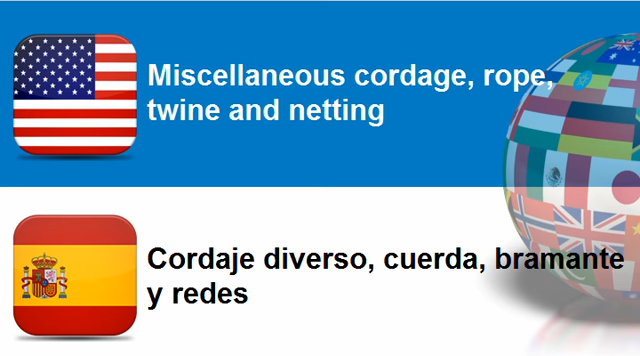 Miscellaneous cordage, rope,
twine and netting
Cordaje diverso, cuerda, bramante
y redes